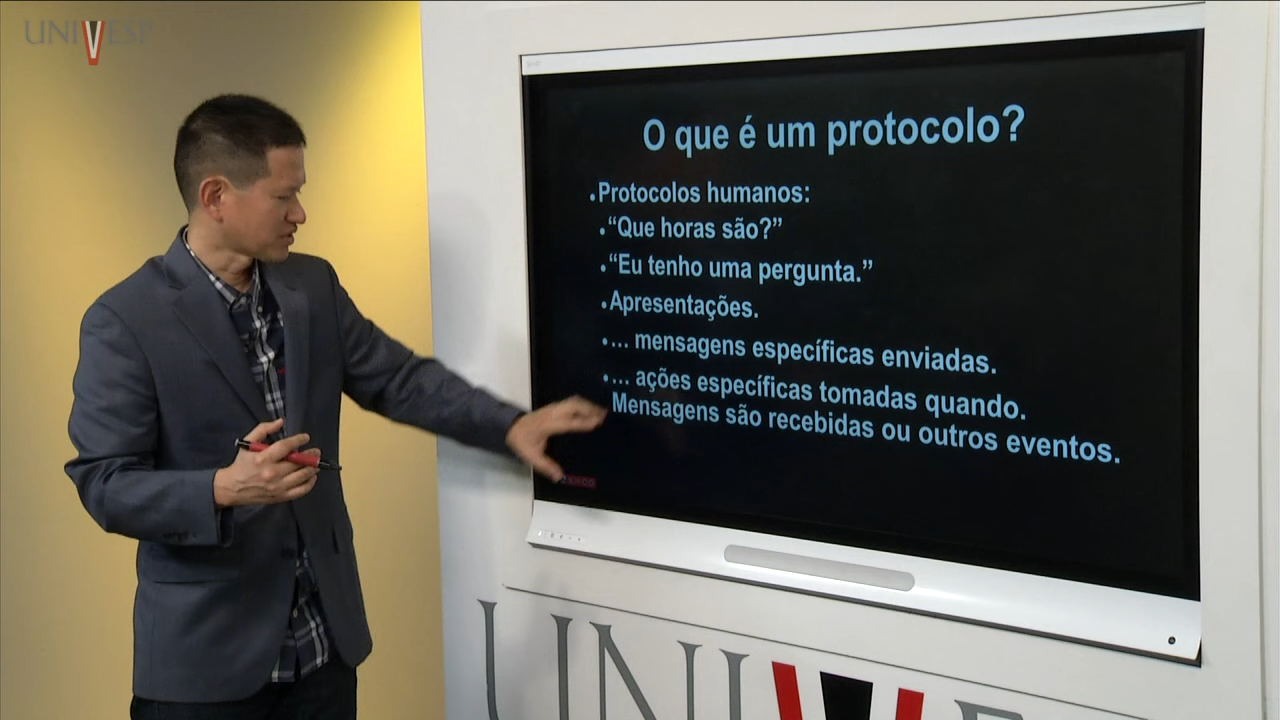 UNIVESP
O que é um protocolo?
•Protocolos humanos:
•“Que horas são?”
•“Eu tenho uma pergunta.”
•Apresentações.
•... mensagens específicas enviadas.
•... ações específicas tomadas quando.
Mensagens são recebidas ou outros eventos.
UNIVES